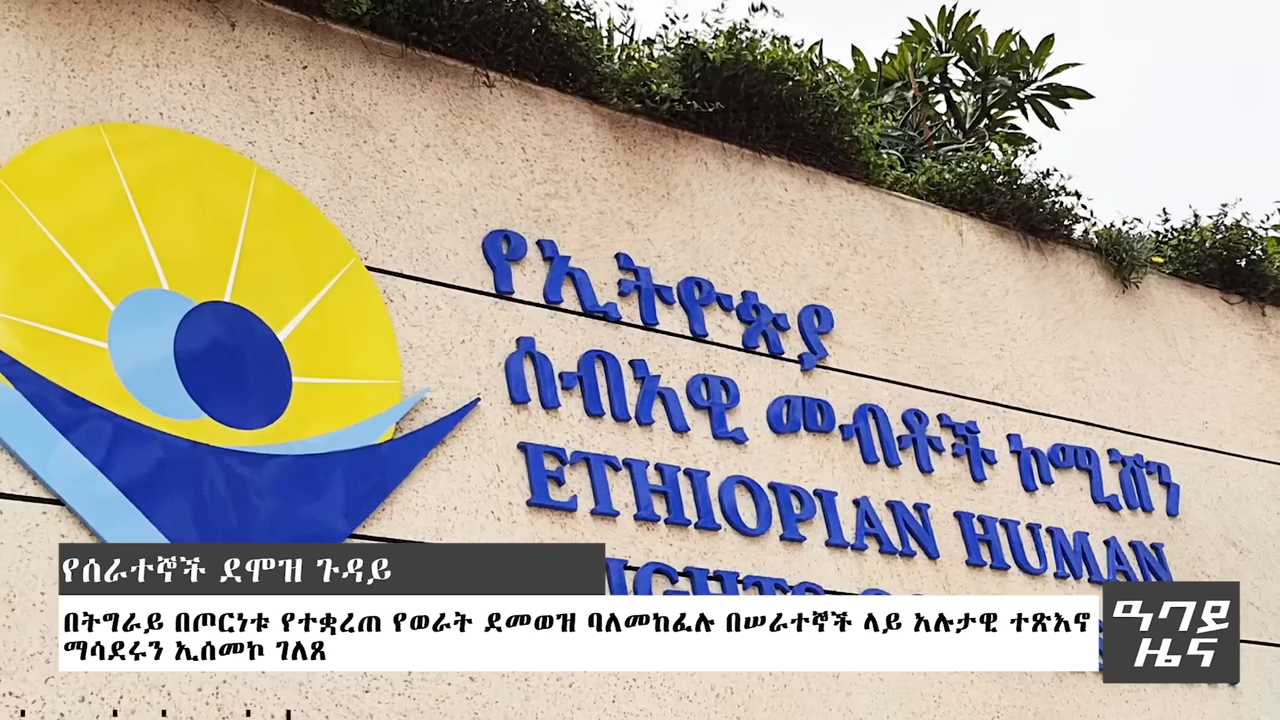 የኢትዮጵያ
ሰብአዊ መብቶች ኮሚሽን
ETHIOPIAN HUMAN
የሰራተኞች ደሞዝ ጉዳይ
በትግራይ በጦርነቱ የተቋረጠ የወራት ደመወዝ ባለመከፈሉ በሠራተኞች ላይ አሉታዊ ተጽእኖ
ማሳደሩን ኢሰመኮ ገለጸ
ዓባይ
ዜና